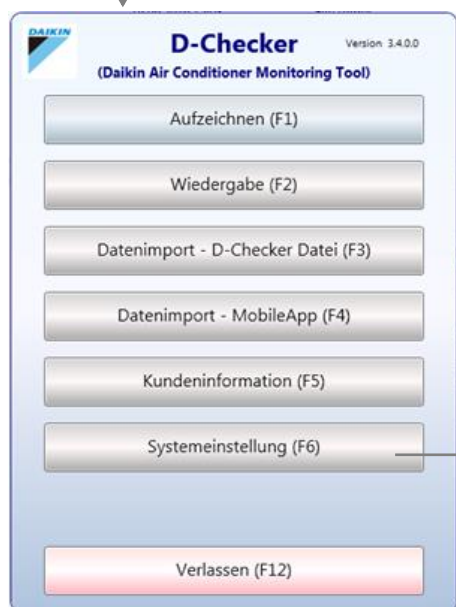 DAIKIN
D-Checker
Version 3.4.0.0
(Daikin Air Conditioner Monitoring Tool)
Aufzeichnen (F1)
Wiedergabe (F2)
Datenimport - D-Checker Datei (F3)
Datenimport - MobileApp (F4)
Kundeninformation (F5)
Systemeinstellung (F6)
Verlassen (F12)